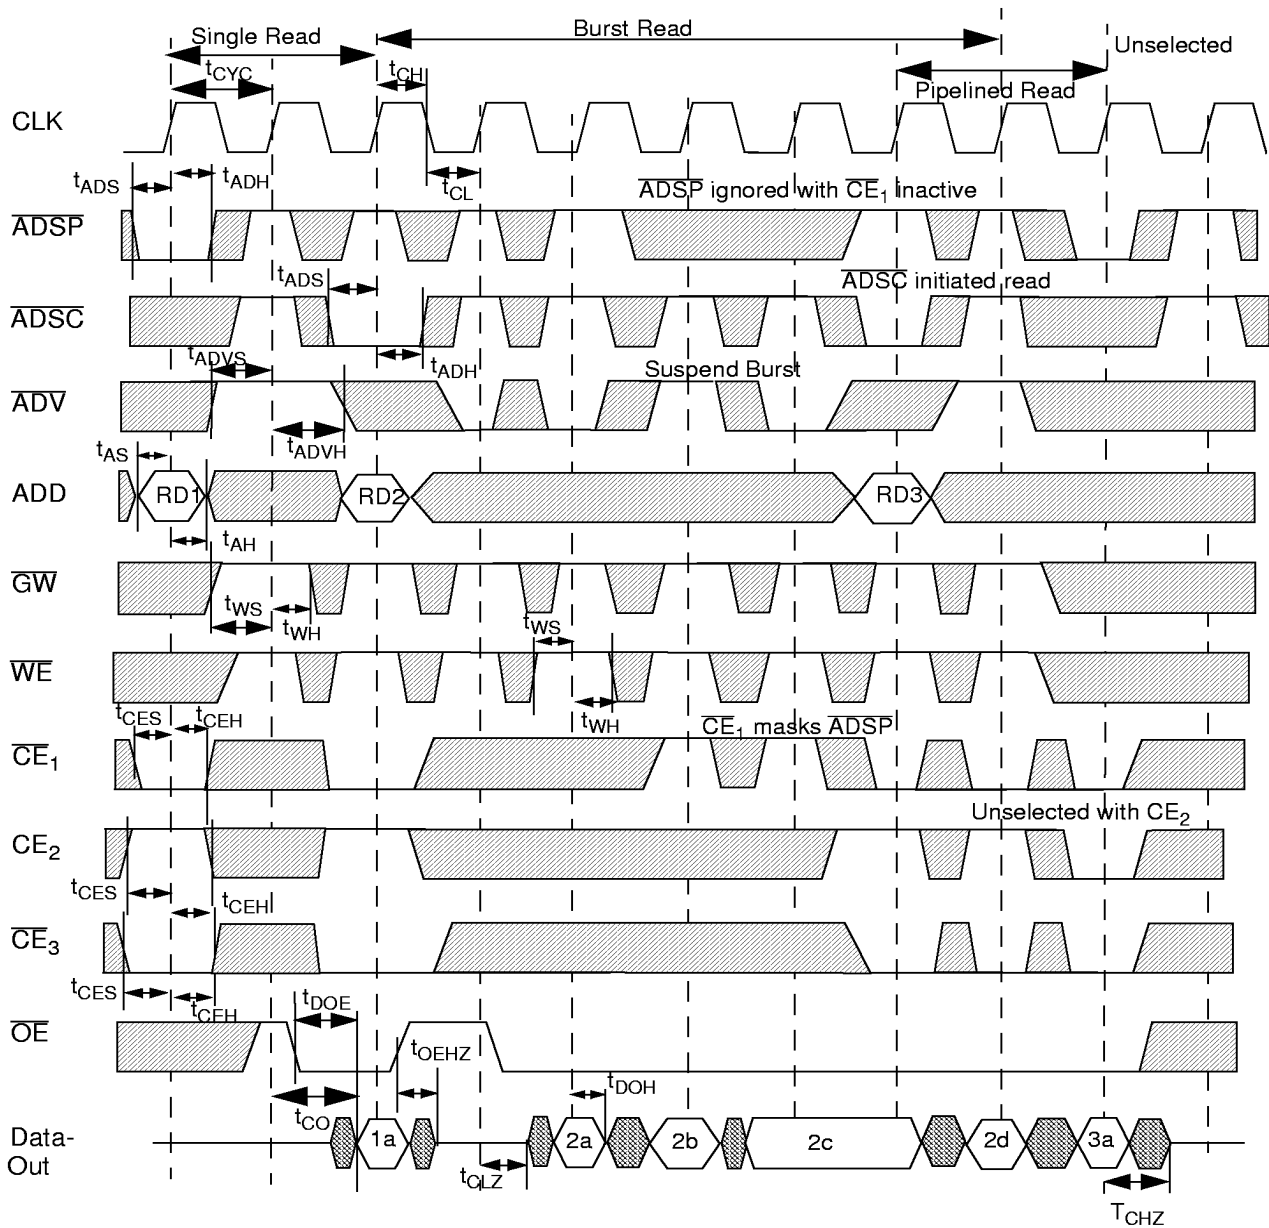 Single Read
Burst Read
Unselected
tCYC
tCH
Pipelined Read
CLK
tADS
tADH
tCL
ADSP ignored with CE1 inactive
ADSP
tADS
ADSC initiated read
ADSC
tADVS
tADH
Suspend Burst
ADV
tADVH
tAS
ADD
RD1
RD2
RD3
tAH
GW
tWS
tWH
tWS
WE
tCES
tCEH
tWH
CE1 masks ADSP
CE1
Unselected with CE2
CE2
tCES
tCEH
CE3
tCES
tCEH
tDOE
OE
tOEHZ
tDOH
tCO
Data-
Out
1a
2a
2b
2c
2d
3a
tCLZ
TCHZ